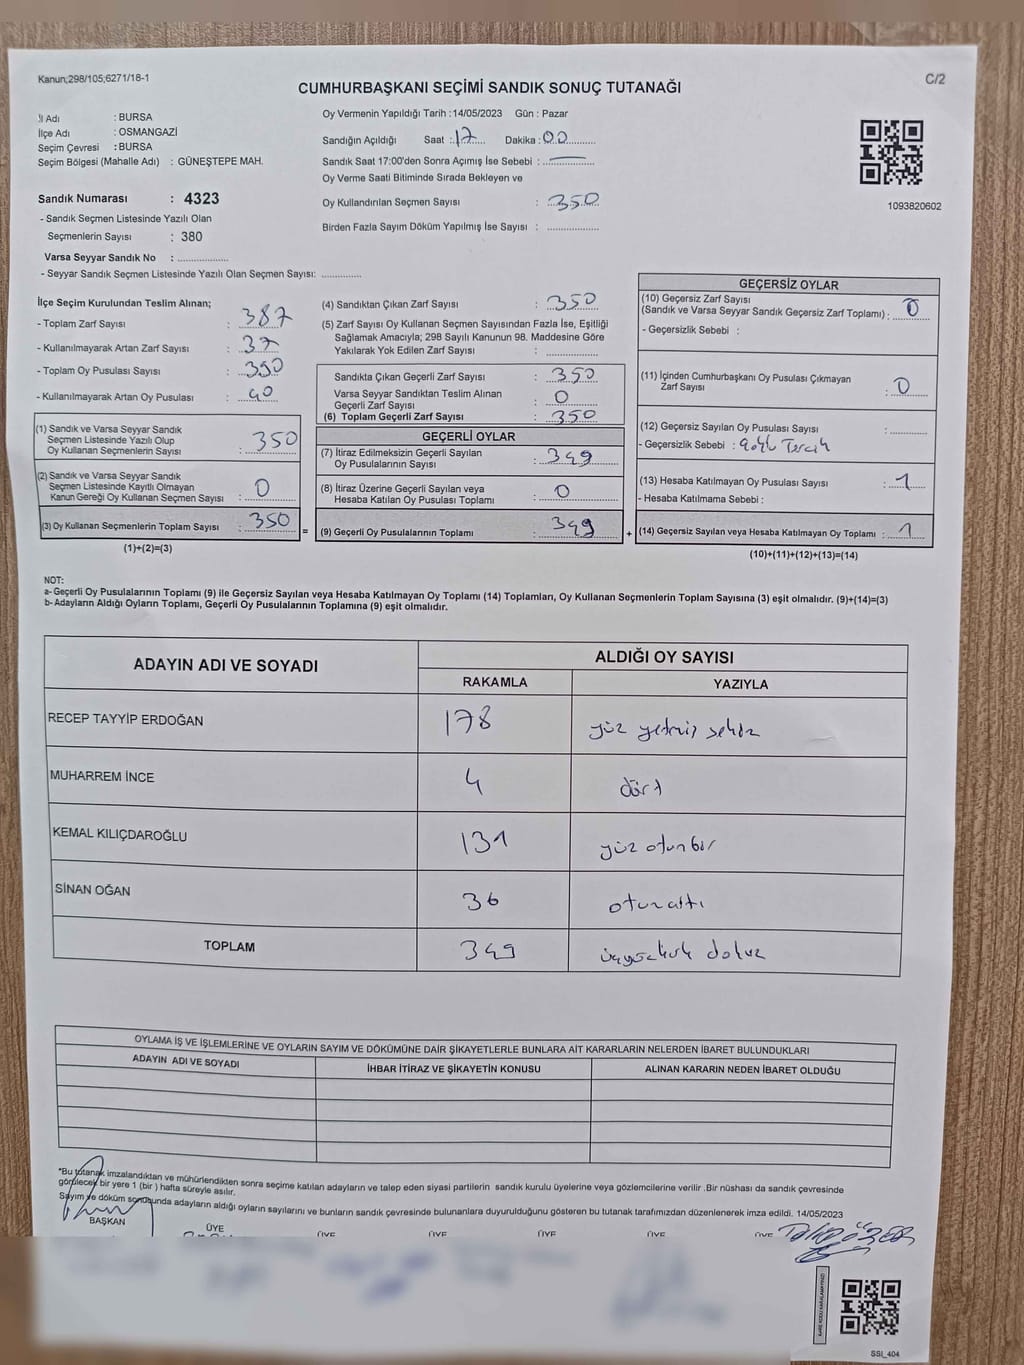 Kanun;298/105;6271/18-1
C/2
CUMHURBAŞKANI SEÇİMİ SANDIK SONUÇ TUTANAĞI
İl Adı : BURSA
İlçe Adı : OSMANGAZİ
Seçim Çevresi : BURSA
Seçim Bölgesi (Mahalle Adı) : GÜNEŞTEPE MAH.
Sandık Numarası : 4323
- Sandık Seçmen Listesinde Yazılı Olan
Seçmenlerin Sayısı : 380
Varsa Seyyar Sandık No : ................
- Seyyar Sandık Seçmen Listesinde Yazılı Olan Seçmen Sayısı: .............
Oy Vermenin Yapıldığı Tarih :14/05/2023 Gün : Pazar
Sandığın Açıldığı Saat : 17 Dakika : 00
Sandık Saat 17:00'den Sonra Açımış İse Sebebi : —
Oy Verme Saati Bitiminde Sırada Bekleyen ve
Oy Kullandırılan Seçmen Sayısı : 350
Birden Fazla Sayım Döküm Yapılmış İse Sayısı : ................
1093820602
İlçe Seçim Kurulundan Teslim Alınan;
- Toplam Zarf Sayısı : 387
- Kullanılmayarak Artan Zarf Sayısı : 37
- Toplam Oy Pusulası Sayısı :
- Kullanılmayarak Artan Oy Pusulası : 40
(1) Sandık ve Varsa Seyyar Sandık
Seçmen Listesinde Yazılı Olup
Oy Kullanan Seçmenlerin Sayısı : 350
(2) Sandık ve Varsa Seyyar Sandık
Seçmen Listesinde Kayıtlı Olmayan
Kanun Gereği Oy Kullanan Seçmen Sayısı : 0
(3) Oy Kullanan Seçmenlerin Toplam Sayısı : 350 =
(1)+(2)=(3)
(4) Sandıktan Çıkan Zarf Sayısı : 350
(5) Zarf Sayısı Oy Kullanan Seçmen Sayısından Fazla İse, Eşitliği
Sağlamak Amacıyla; 298 Sayılı Kanunun 98. Maddesine Göre
Yakılarak Yok Edilen Zarf Sayısı : ................
Sandıkta Çıkan Geçerli Zarf Sayısı : 350
Varsa Seyyar Sandıktan Teslim Alınan
Geçerli Zarf Sayısı : 0
(6) Toplam Geçerli Zarf Sayısı : 350
GEÇERLİ OYLAR
(7) İtiraz Edilmeksizin Geçerli Sayılan
Oy Pusulalarının Sayısı : 349
(8) İtiraz Üzerine Geçerli Sayılan veya
Hesaba Katılan Oy Pusulası Toplamı : 0
(9) Geçerli Oy Pusulalarının Toplamı : 349 +
GEÇERSİZ OYLAR
(10) Geçersiz Zarf Sayısı
(Sandık ve Varsa Seyyar Sandık Geçersiz Zarf Toplamı) : 0
- Geçersizlik Sebebi :
(11) İçinden Cumhurbaşkanı Oy Pusulası Çıkmayan
Zarf Sayısı : 0
(12) Geçersiz Sayılan Oy Pusulası Sayısı : .............
- Geçersizlik Sebebi : Çoklu Tercih
(13) Hesaba Katılmayan Oy Pusulası Sayısı : 1
- Hesaba Katılmama Sebebi :
(14) Geçersiz Sayılan veya Hesaba Katılmayan Oy Toplamı : 1
(10)+(11)+(12)+(13)=(14)
NOT:
a- Geçerli Oy Pusulalarının Toplamı (9) ile Geçersiz Sayılan veya Hesaba Katılmayan Oy Toplamı (14) Toplamları, Oy Kullanan Seçmenlerin Toplam Sayısına (3) eşit olmalıdır. (9)+(14)=(3)
b- Adayların Aldığı Oyların Toplamı, Geçerli Oy Pusulalarının Toplamına (9) eşit olmalıdır.
ADAYIN ADI VE SOYADI
ALDIĞI OY SAYISI
RAKAMLA YAZIYLA
RECEP TAYYİP ERDOĞAN 178 yüz yetmiş sekiz
MUHARREM İNCE 4 dört
KEMAL KILIÇDAROĞLU 131 yüz otuz bir
SİNAN OĞAN 36 otuz altı
TOPLAM 349 üçyüzkırk dokuz
OYLAMA İŞ VE İŞLEMLERİNE VE OYLARIN SAYIM VE DÖKÜMÜNE DAİR ŞİKAYETLERLE BUNLARA AİT KARARLARIN NELERDEN İBARET BULUNDUKLARI
ADAYIN ADI VE SOYADI İHBAR İTİRAZ VE ŞİKAYETİN KONUSU ALINAN KARARIN NEDEN İBARET OLDUĞU
*Bu tutanak imzalandıktan ve mühürlendikten sonra seçime katılan adayların ve talep eden siyasi partilerin sandık kurulu üyelerine veya gözlemcilerine verilir .Bir nüshası da sandık çevresinde
görülecek bir yere 1 (bir ) hafta süreyle asılır.
Sayım ve döküm sonucunda adayların aldığı oyların sayılarını ve bunların sandık çevresinde bulunanlara duyurulduğunu gösteren bu tutanak tarafımızdan düzenlenerek imza edildi. 14/05/2023
BAŞKAN ÜYE ÜYE ÜYE ÜYE ÜYE ÜYE
SSI_404